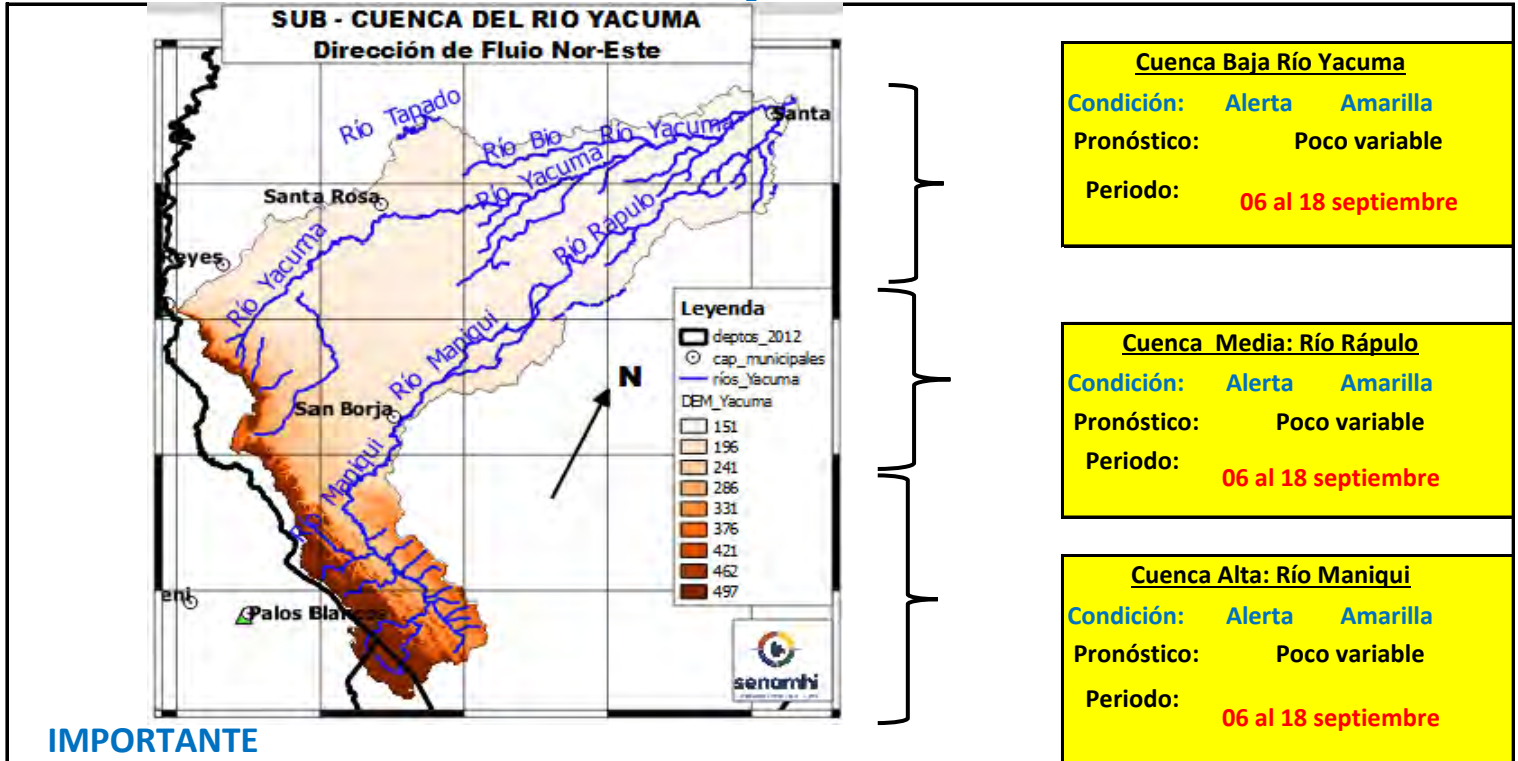 SUB - CUENCA DEL RIO YACUMA
Dirección de Fluio Nor-Este
Río Tapado
Río Bio
Río Yacuma
Santa
Río Yacuma
Santa Rosa
Río Rápulo
Reyes
Río Yacuma
Río Maniqui
San Borja
Río Maniqui
Río Maniqui
eni
Palos Blancos
N
Leyenda
deptos_2012
cap_municipales
ríos_Yacuma
DEM_Yacuma
151
196
241
286
331
376
421
462
497
senamhi
Cuenca Baja Río Yacuma
Condición: Alerta Amarilla
Pronóstico: Poco variable
Periodo: 06 al 18 septiembre
Cuenca Media: Río Rápulo
Condición: Alerta Amarilla
Pronóstico: Poco variable
Periodo: 06 al 18 septiembre
Cuenca Alta: Río Maniqui
Condición: Alerta Amarilla
Pronóstico: Poco variable
Periodo: 06 al 18 septiembre
IMPORTANTE